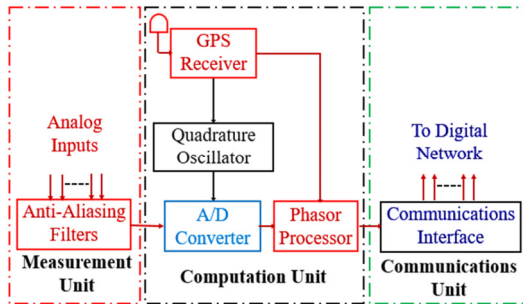 GPS
Receiver
Analog
Inputs
Quadrature
Oscillator
To Digital
Network
Anti-Aliasing
Filters
A/D
Converter
Phasor
Processor
Communications
Interface
Measurement
Unit
Computation Unit
Communications
Unit